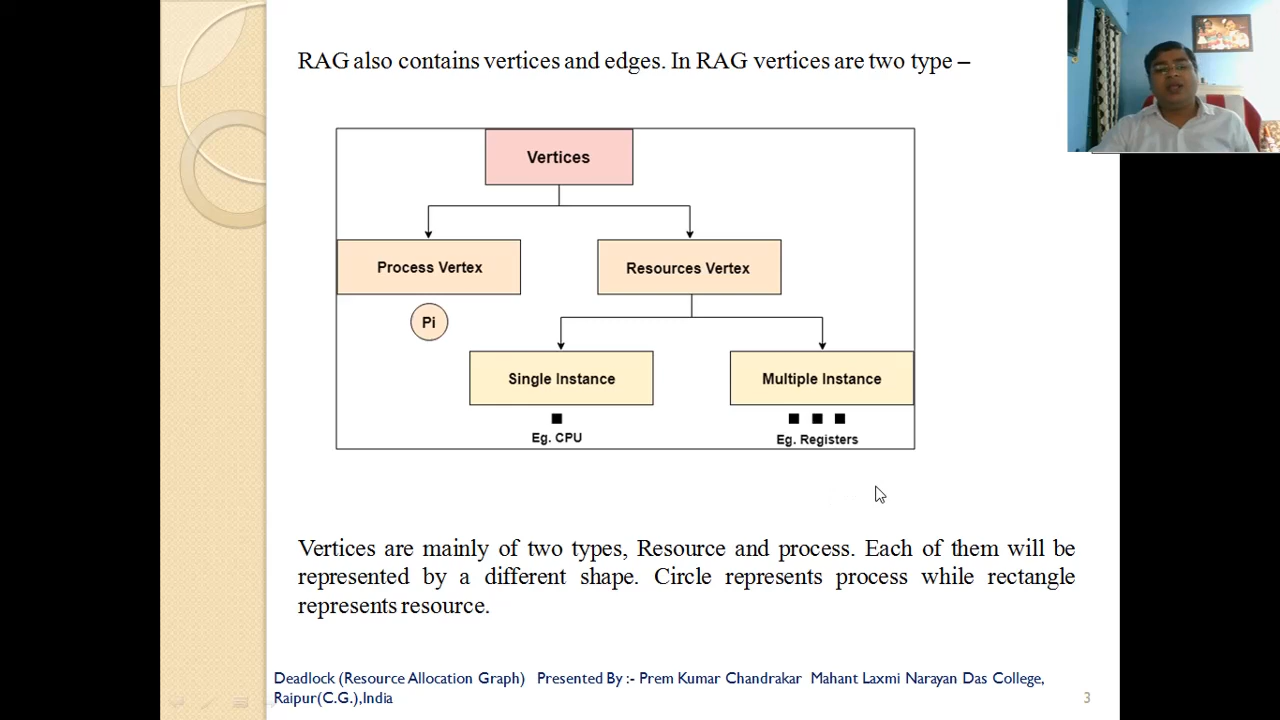 RAG also contains vertices and edges. In RAG vertices are two type –
Vertices
Process Vertex
Resources Vertex
Pi
Single Instance
Multiple Instance
Eg. CPU
Eg. Registers
Vertices are mainly of two types, Resource and process. Each of them will be
represented by a different shape. Circle represents process while rectangle
represents resource.
Deadlock (Resource Allocation Graph) Presented By :- Prem Kumar Chandrakar Mahant Laxmi Narayan Das College,
Raipur(C.G.),India
3